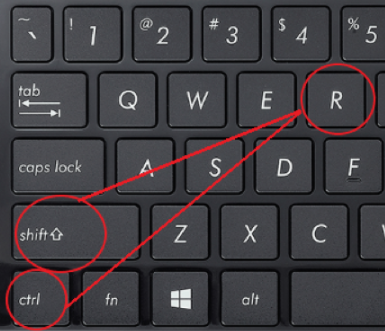 ~ ` ! 1 @ 2 # 3 $ 4 % 5
tab Q W E R
caps lock A S D F
shift Z X C
ctrl fn alt